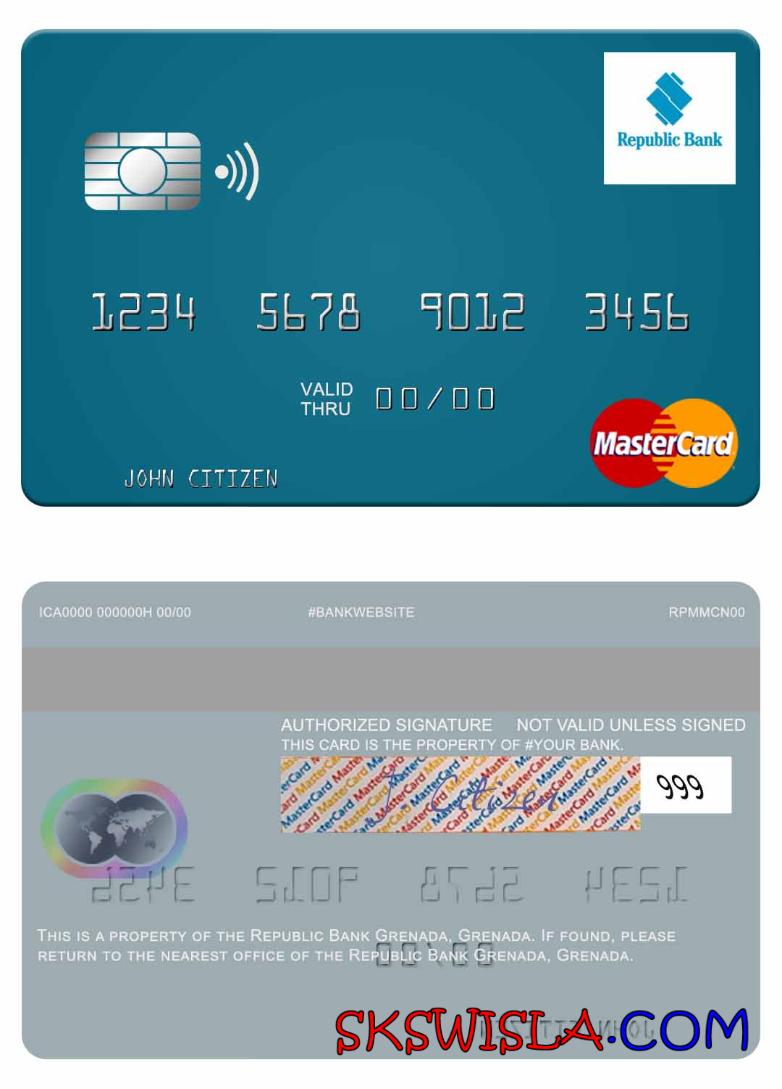 Republic Bank
1234 5678 9012 3456
VALID THRU 00/00
MasterCard
JOHN CITIZEN
ICA0000 000000H 00/00 #BANKWEBSITE RPMMCN00
AUTHORIZED SIGNATURE NOT VALID UNLESS SIGNED
THIS CARD IS THE PROPERTY OF #YOUR BANK.
J Citizen 999
THIS IS A PROPERTY OF THE REPUBLIC BANK GRENADA, GRENADA. IF FOUND, PLEASE
RETURN TO THE NEAREST OFFICE OF THE REPUBLIC BANK GRENADA, GRENADA.
SKSWISLA.COM